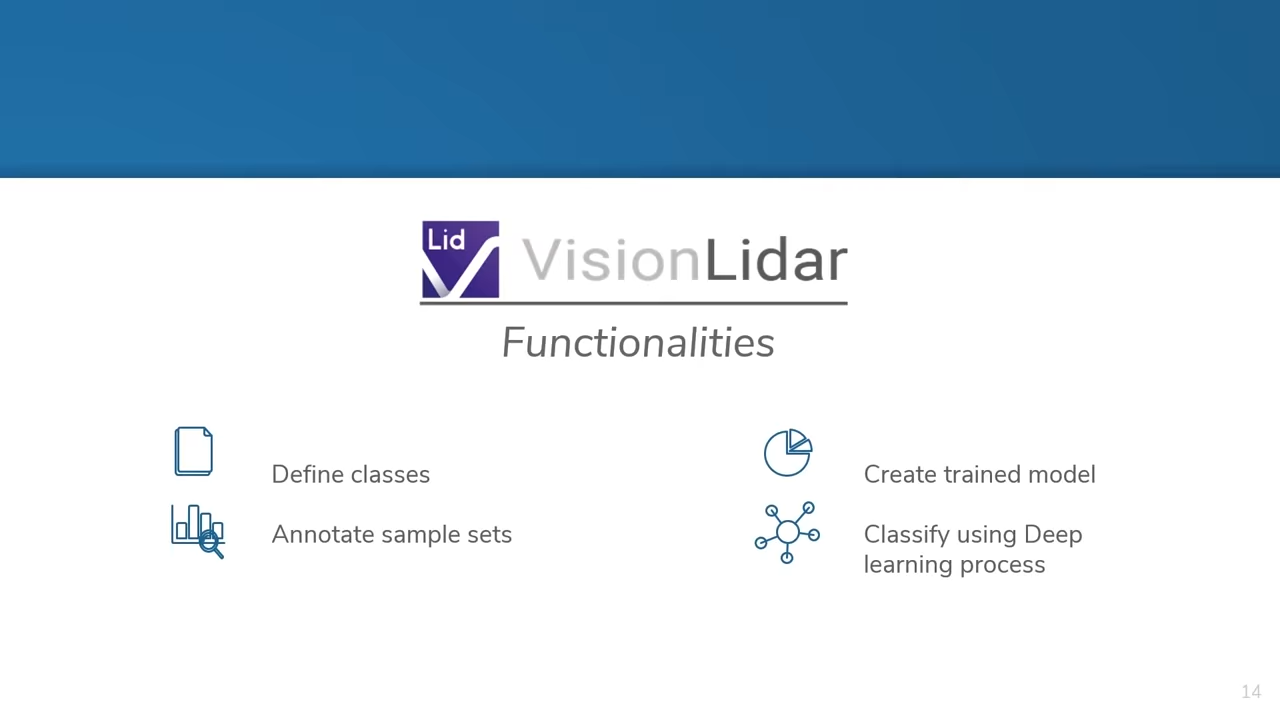 Lid
VisionLidar
Functionalities
Define classes
Annotate sample sets
Create trained model
Classify using Deep
learning process
14